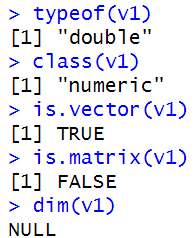 > typeof(v1)
[1] "double"
> class(v1)
[1] "numeric"
> is.vector(v1)
[1] TRUE
> is.matrix(v1)
[1] FALSE
> dim(v1)
NULL